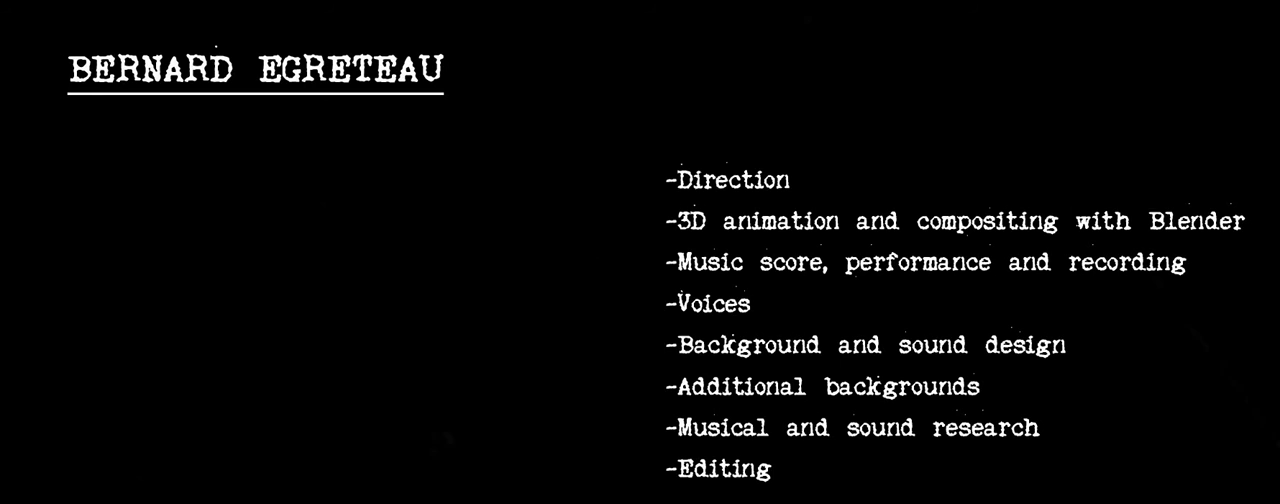 BERNARD EGRETEAU
-Direction
-3D animation and compositing with Blender
-Music score, performance and recording
-Voices
-Background and sound design
-Additional backgrounds
-Musical and sound research
-Editing